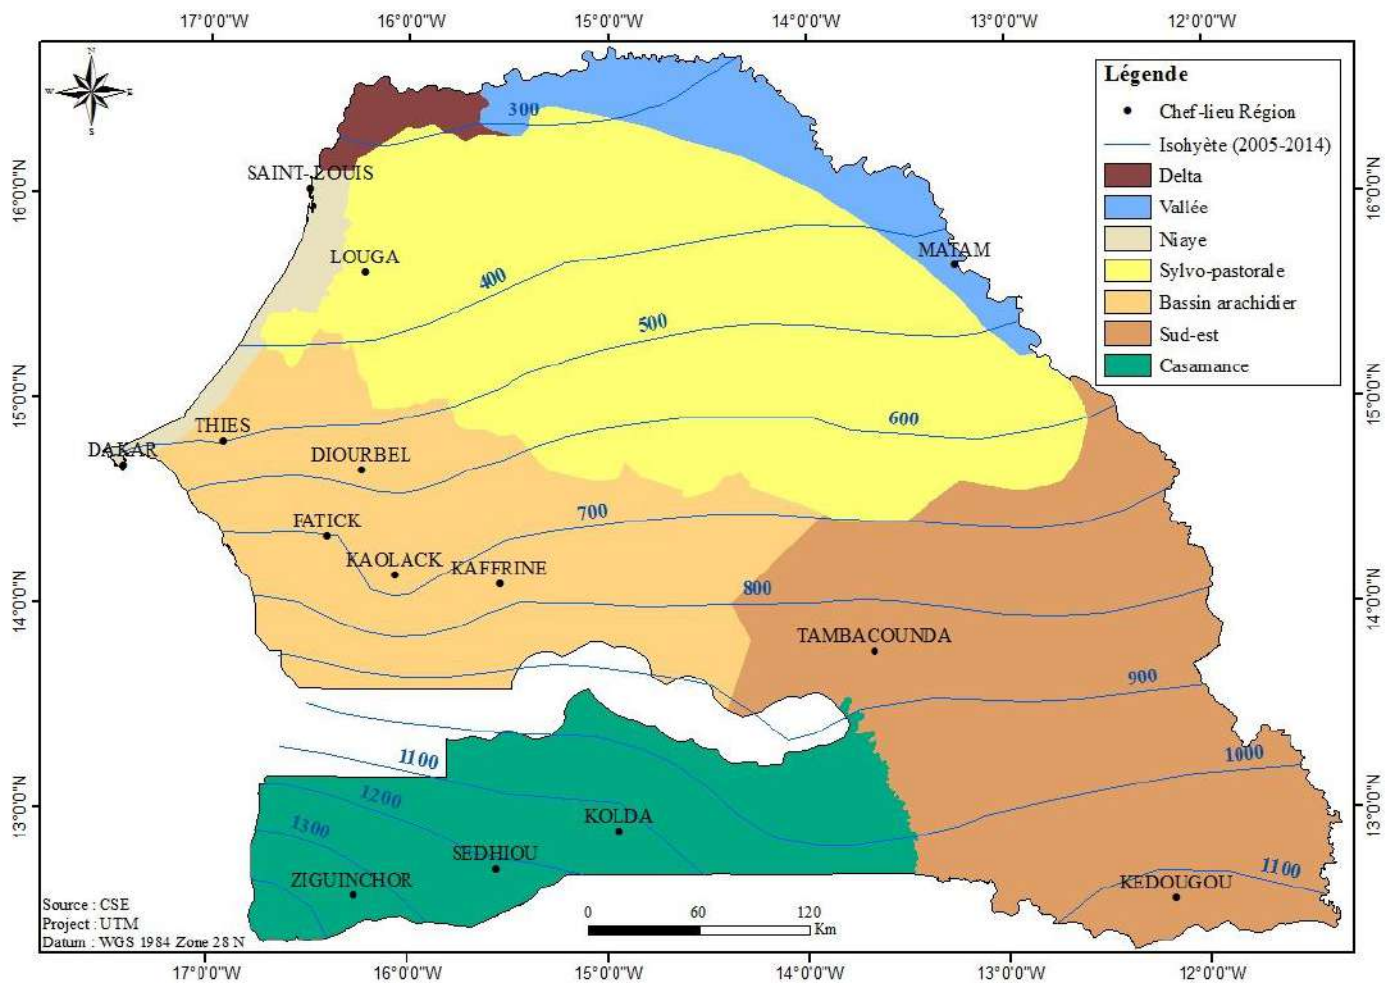 17°0'0"W 16°0'0"W 15°0'0"W 14°0'0"W 13°0'0"W 12°0'0"W
N
W E
S
Légende
Chef-lieu Région
Isohyète (2005-2014)
Delta
Vallée
Niaye
Sylvo-pastorale
Bassin arachidier
Sud-est
Casamance
300
SAINT-LOUIS
16°0'0"N 16°0'0"N
LOUGA
MATAM
400
500
15°0'0"N 15°0'0"N
THIES
600
DAKAR
DIOURBEL
FATICK
700
KAOLACK
KAFFRINE
14°0'0"N 14°0'0"N
800
TAMBACOUNDA
900
1100
1000
1200
13°0'0"N 13°0'0"N
KOLDA
1300
SEDHIOU
ZIGUINCHOR
1100
KEDOUGOU
Source : CSE
Project : UTM
Datum : WGS 1984 Zone 28 N
0 60 120
Km
17°0'0"W 16°0'0"W 15°0'0"W 14°0'0"W 13°0'0"W 12°0'0"W